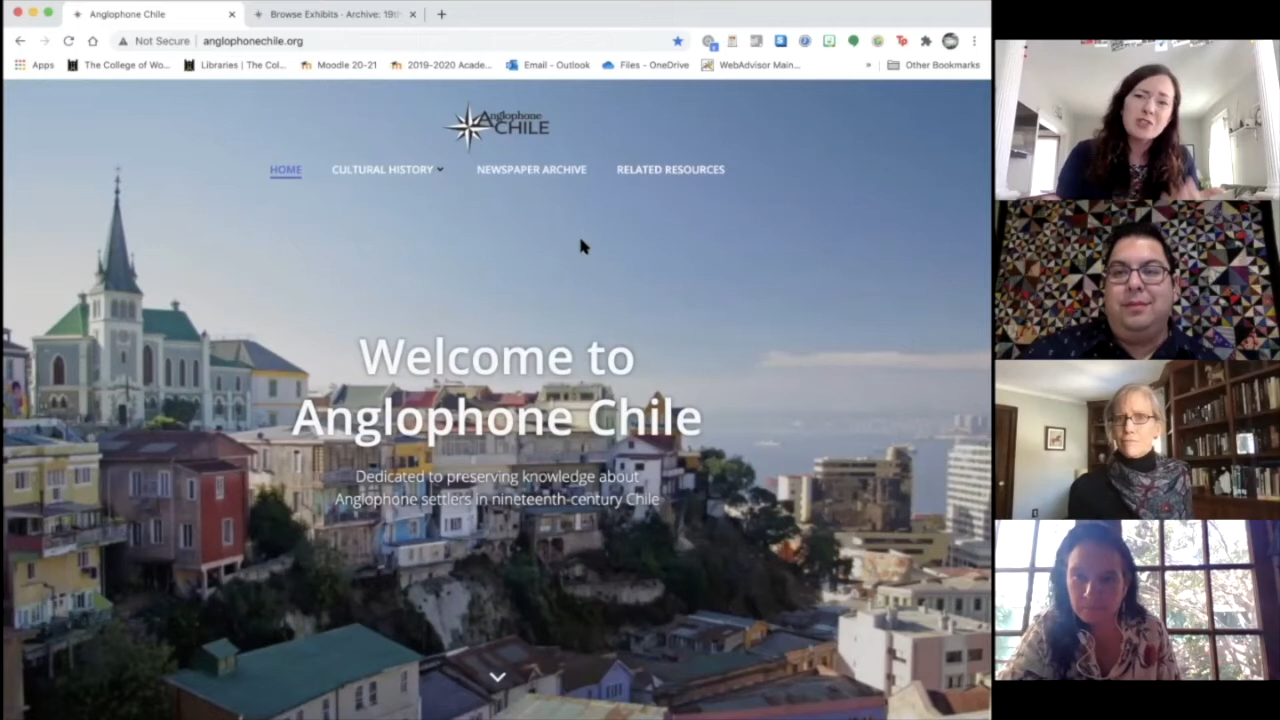 Anglophone Chile
Browse Exhibits - Archive: 19th
Not Secure
anglophonechile.org
Apps
The College of Wo...
Libraries | The Col...
Moodle 20-21
2019-2020 Acade...
Email - Outlook
Files - OneDrive
WebAdvisor Main...
»
Other Bookmarks
Anglophone
CHILE
HOME
CULTURAL HISTORY
NEWSPAPER ARCHIVE
RELATED RESOURCES
Welcome to
Anglophone Chile
Dedicated to preserving knowledge about
Anglophone settlers in nineteenth-century Chile